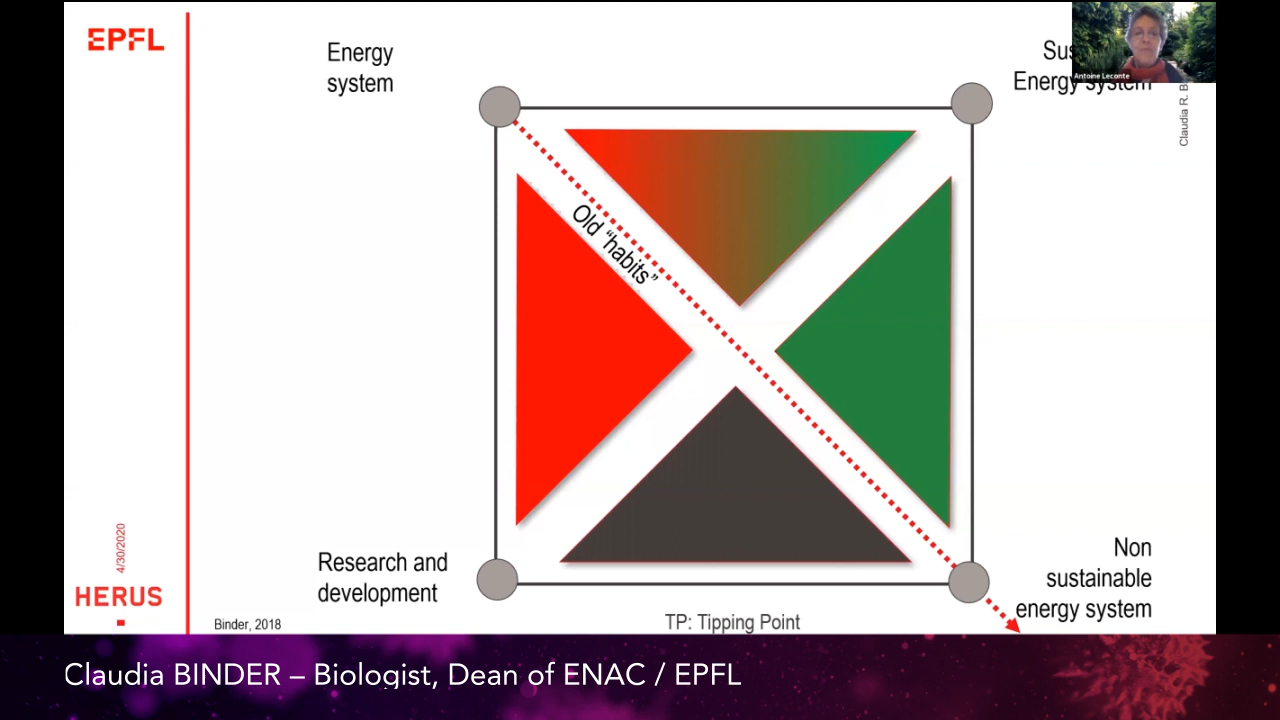 EPFL
Energy
system
Energy system
Antoine Leconte
Claudia R.
Old “habits”
4/30/2020
HERUS
Research and
development
Non
sustainable
energy system
Binder, 2018
TP: Tipping Point
Claudia BINDER – Biologist, Dean of ENAC / EPFL